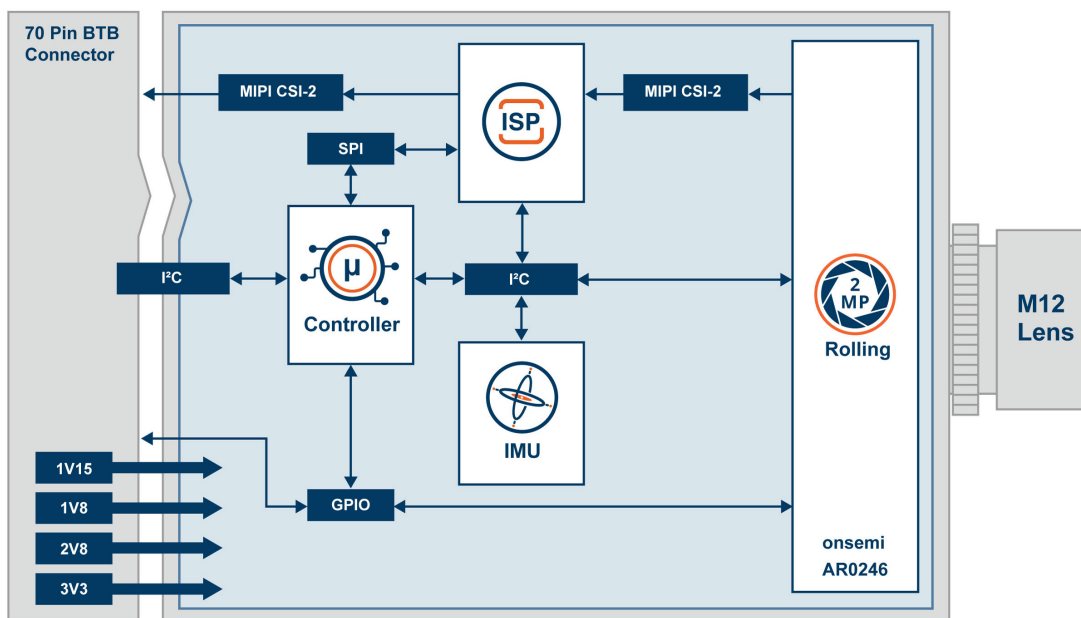 70 Pin BTB
Connector
MIPI CSI-2
ISP
MIPI CSI-2
SPI
I²C
µ
Controller
I²C
2
MP
Rolling
M12
Lens
IMU
1V15
1V8
GPIO
2V8
3V3
onsemi
AR0246